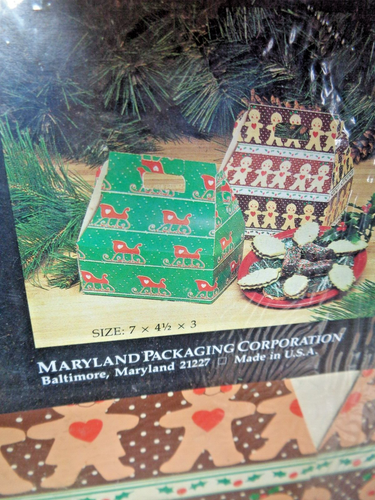 SIZE: 7 × 4½ × 3
MARYLAND PACKAGING CORPORATION
Baltimore, Maryland 21227 □ Made in U.S.A.